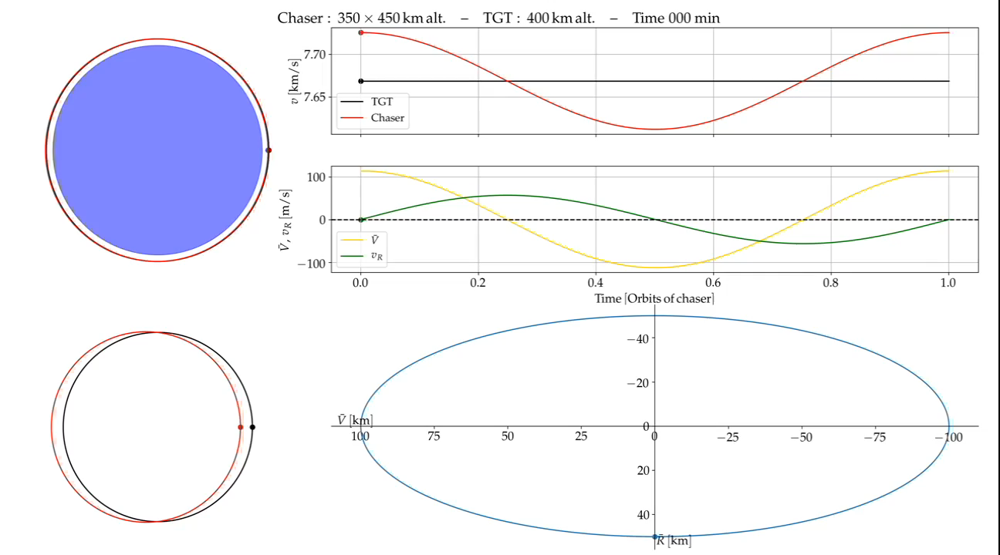 Chaser : 350 × 450 km alt. – TGT : 400 km alt. – Time 000 min
v [km/s]
7.70
7.65
TGT
Chaser
V̄, v_R [m/s]
100
0
−100
V̄
v_R
0.0 0.2 0.4 0.6 0.8 1.0
Time [Orbits of chaser]
−40
−20
0
20
40
V̄ [km]
100 75 50 25 0 −25 −50 −75 −100
R̄ [km]